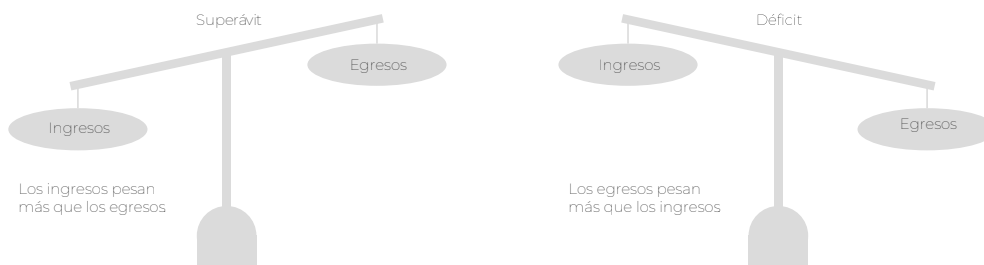 Superávit
Egresos
Ingresos
Los ingresos pesan
más que los egresos.
Déficit
Ingresos
Egresos
Los egresos pesan
más que los ingresos.